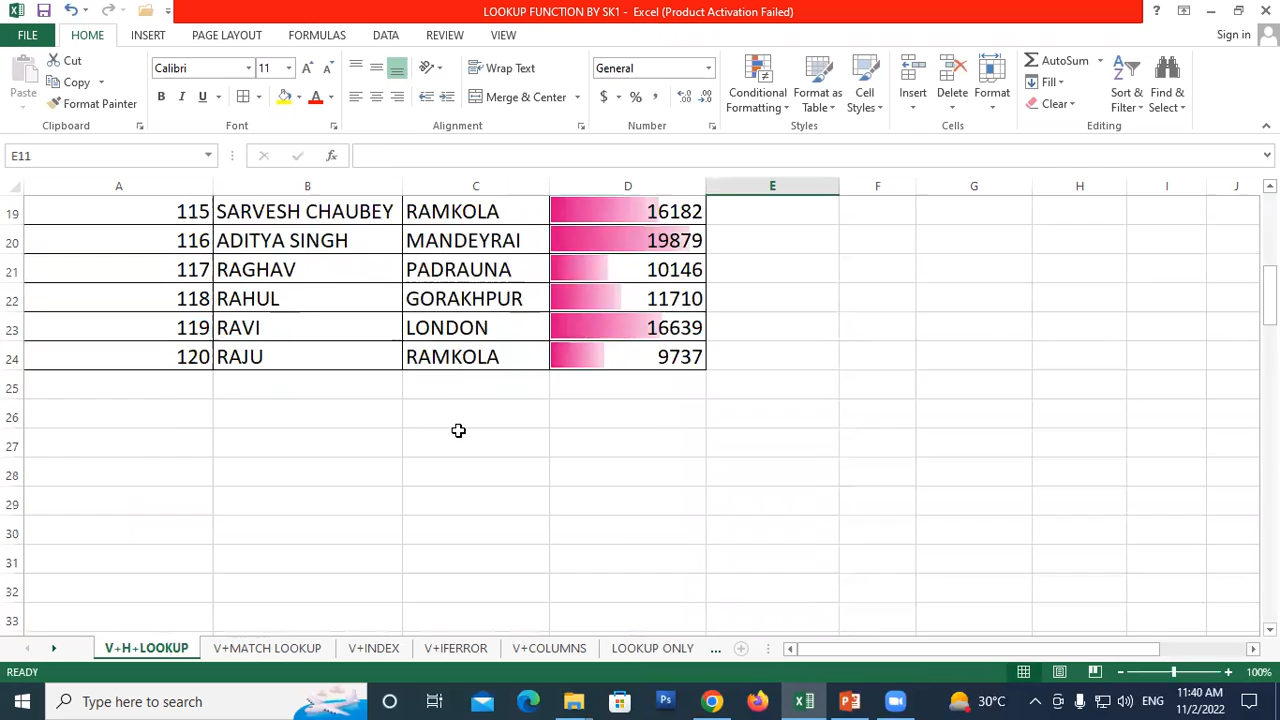 LOOKUP FUNCTION BY SK1 - Excel (Product Activation Failed)
FILE HOME INSERT PAGE LAYOUT FORMULAS DATA REVIEW VIEW Sign in
Cut
Copy
Format Painter
Paste
Clipboard
Calibri 11
B I U A
Font
Wrap Text
Merge & Center
Alignment
General
$ % ,
Number
Conditional Formatting
Format as Table
Cell Styles
Styles
Insert Delete Format
Cells
AutoSum
Fill
Clear
Sort & Filter
Find & Select
Editing
E11 fx
A B C D E F G H I J
19 115 SARVESH CHAUBEY RAMKOLA 16182
20 116 ADITYA SINGH MANDEYRAI 19879
21 117 RAGHAV PADRAUNA 10146
22 118 RAHUL GORAKHPUR 11710
23 119 RAVI LONDON 16639
24 120 RAJU RAMKOLA 9737
25
26
27
28
29
30
31
32
33
V+H+LOOKUP V+MATCH LOOKUP V+INDEX V+IFERROR V+COLUMNS LOOKUP ONLY ...
READY 100%
Type here to search 30°C ENG 11:40 AM
11/2/2022